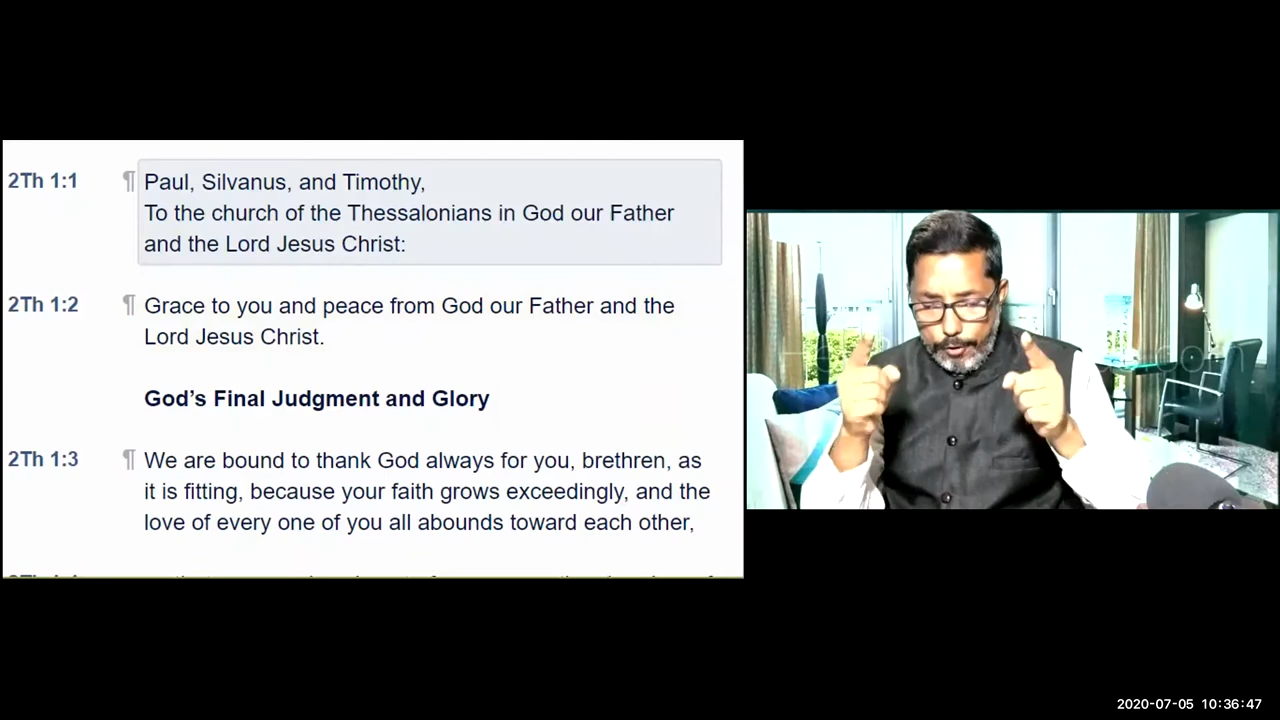 2Th 1:1 ¶ Paul, Silvanus, and Timothy,
To the church of the Thessalonians in God our Father
and the Lord Jesus Christ:
2Th 1:2 ¶ Grace to you and peace from God our Father and the
Lord Jesus Christ.
God’s Final Judgment and Glory
2Th 1:3 ¶ We are bound to thank God always for you, brethren, as
it is fitting, because your faith grows exceedingly, and the
love of every one of you all abounds toward each other,
2020-07-05 10:36:47